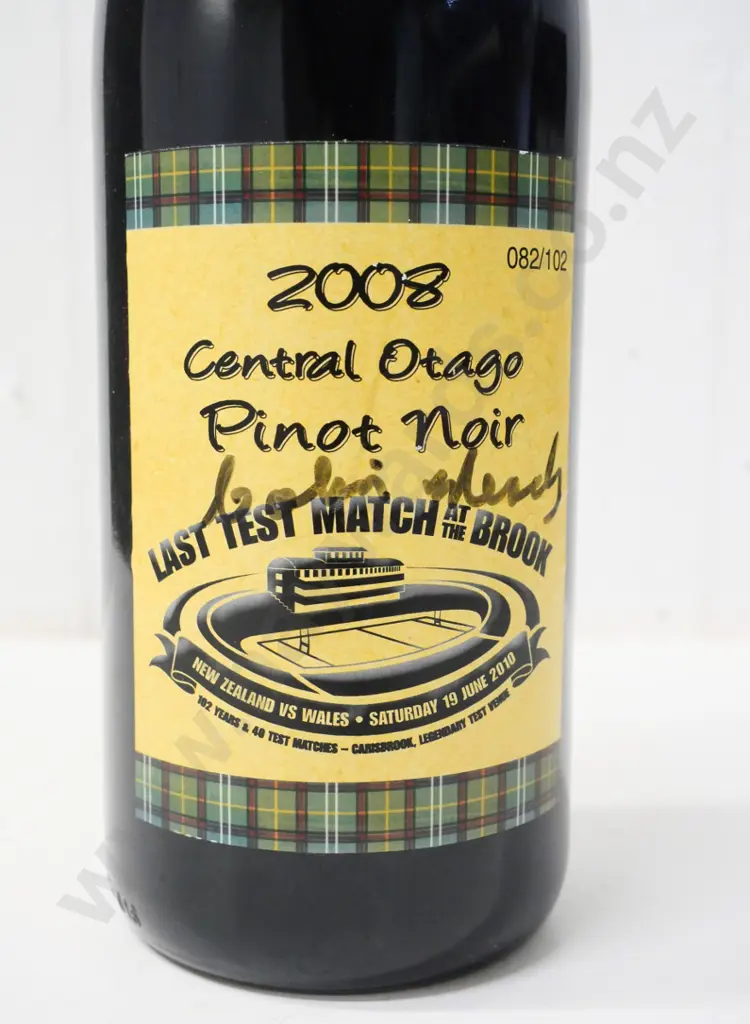 082/102
2008
Central Otago
Pinot Noir
LAST TEST MATCH AT THE BROOK
NEW ZEALAND VS WALES • SATURDAY 19 JUNE 2010
102 YEARS & 40 TEST MATCHES – CARISBROOK, LEGENDARY TEST VENUE